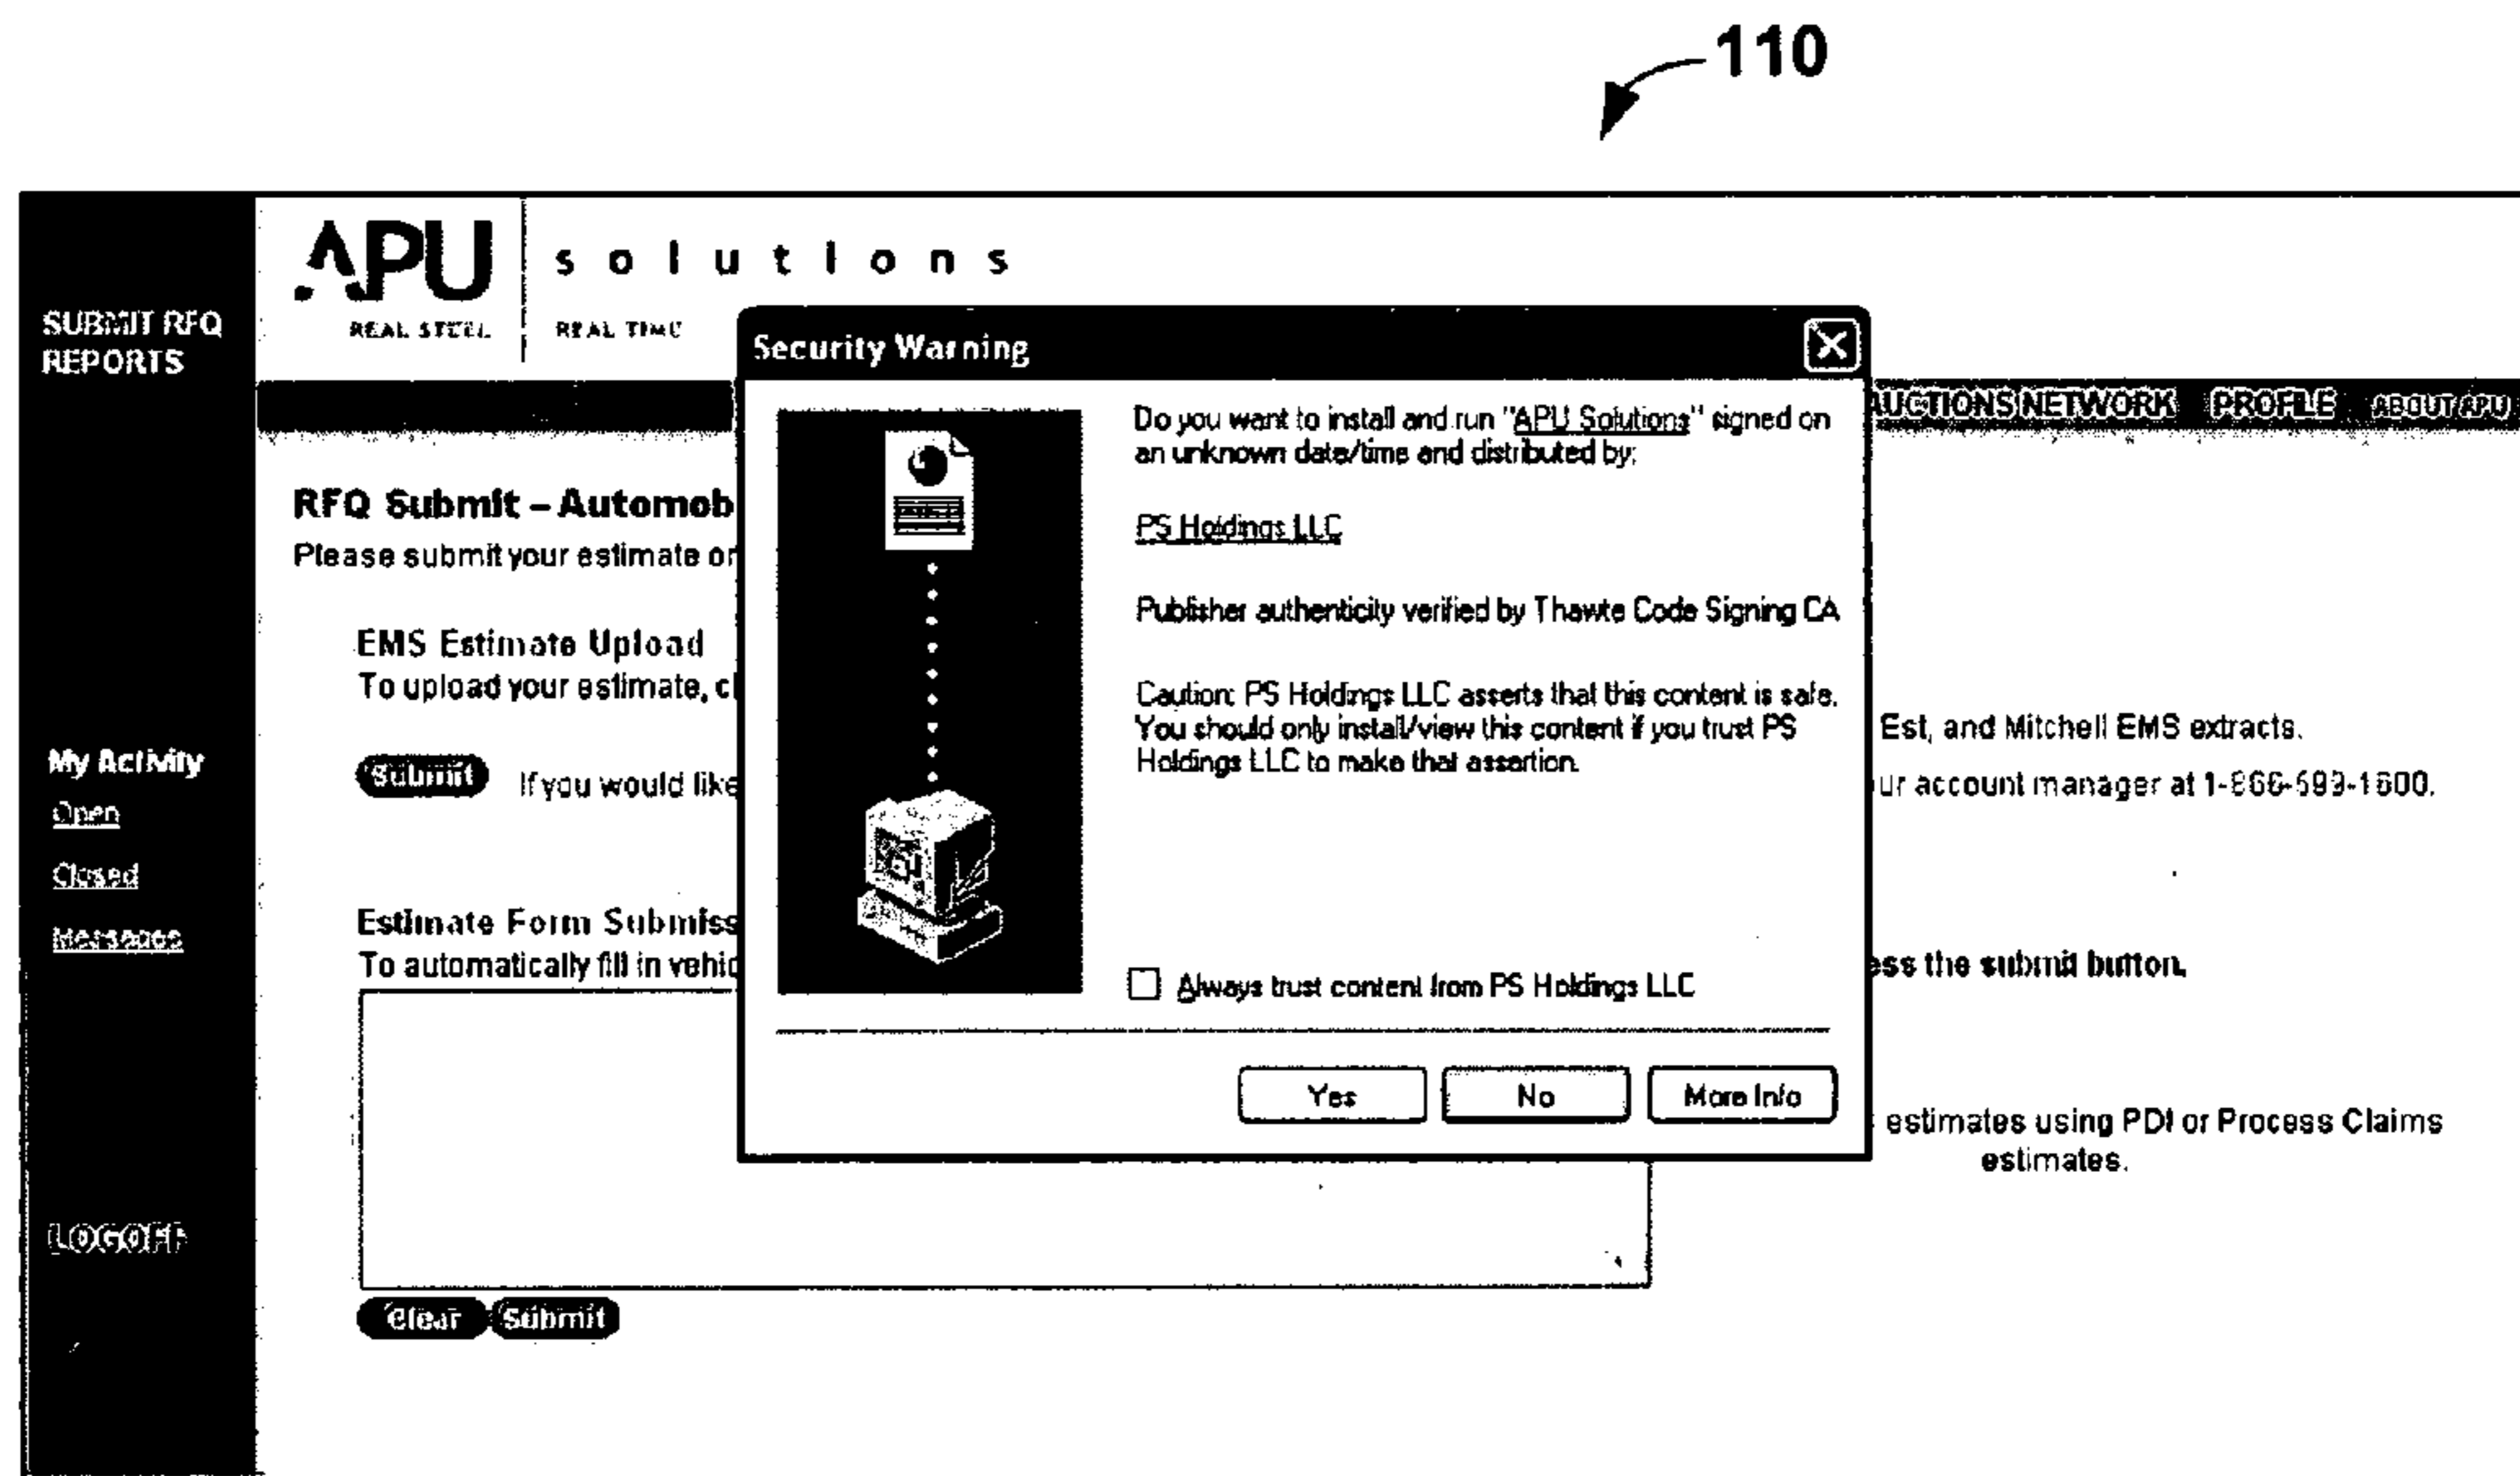 110
APU solutions
REAL STEEL REAL TIME
SUBMIT RFQ
REPORTS
My Activity
Open
Closed
Messages
LOGOFF
AUCTIONS NETWORK PROFILE ABOUT APU
RFQ Submit – Automob
Please submit your estimate or
EMS Estimate Upload
To upload your estimate, cl
Est, and Mitchell EMS extracts.
Submit If you would like
ur account manager at
Estimate Form Submiss
To automatically fill in vehic
ess the submit button.
estimates using PDI or Process Claims
estimates.
Clear Submit
Security Warning
Do you want to install and run "APU Solutions" signed on
an unknown date/time and distributed by:
PS Holdings LLC
Publisher authenticity verified by Thawte Code Signing CA
Caution: PS Holdings LLC asserts that this content is safe.
You should only install/view this content if you trust PS
Holdings LLC to make that assertion.
Always trust content from PS Holdings LLC
Yes No More Info